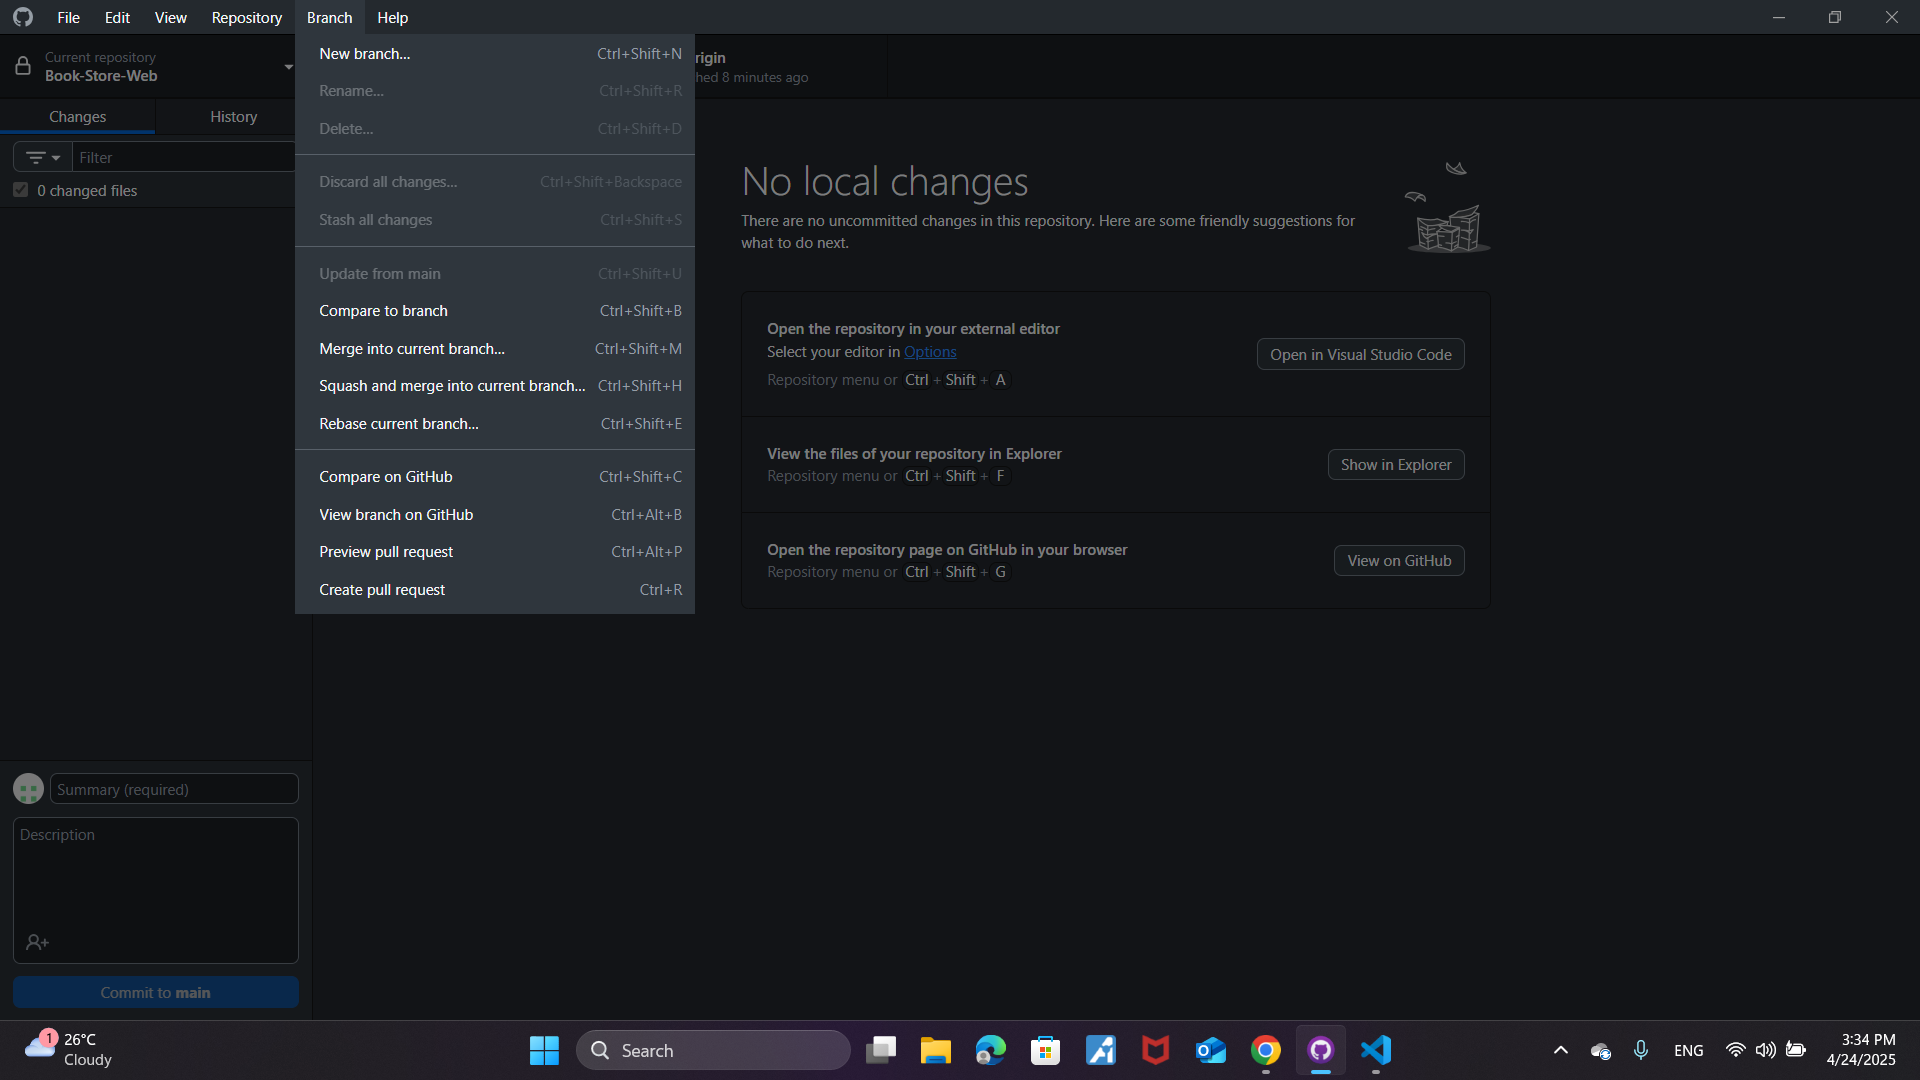 File Edit View Repository Branch Help
Current repository
Book-Store-Web
rigin
hed 8 minutes ago
Changes History
Filter
0 changed files
New branch... Ctrl+Shift+N
Rename... Ctrl+Shift+R
Delete... Ctrl+Shift+D
Discard all changes... Ctrl+Shift+Backspace
Stash all changes Ctrl+Shift+S
Update from main Ctrl+Shift+U
Compare to branch Ctrl+Shift+B
Merge into current branch... Ctrl+Shift+M
Squash and merge into current branch... Ctrl+Shift+H
Rebase current branch... Ctrl+Shift+E
Compare on GitHub Ctrl+Shift+C
View branch on GitHub Ctrl+Alt+B
Preview pull request Ctrl+Alt+P
Create pull request Ctrl+R
No local changes
There are no uncommitted changes in this repository. Here are some friendly suggestions for
what to do next.
Open the repository in your external editor
Select your editor in Options
Repository menu or Ctrl + Shift + A
Open in Visual Studio Code
View the files of your repository in Explorer
Repository menu or Ctrl + Shift + F
Show in Explorer
Open the repository page on GitHub in your browser
Repository menu or Ctrl + Shift + G
View on GitHub
Summary (required)
Description
Commit to main
1
26°C
Cloudy
Search
ENG
3:34 PM
4/24/2025